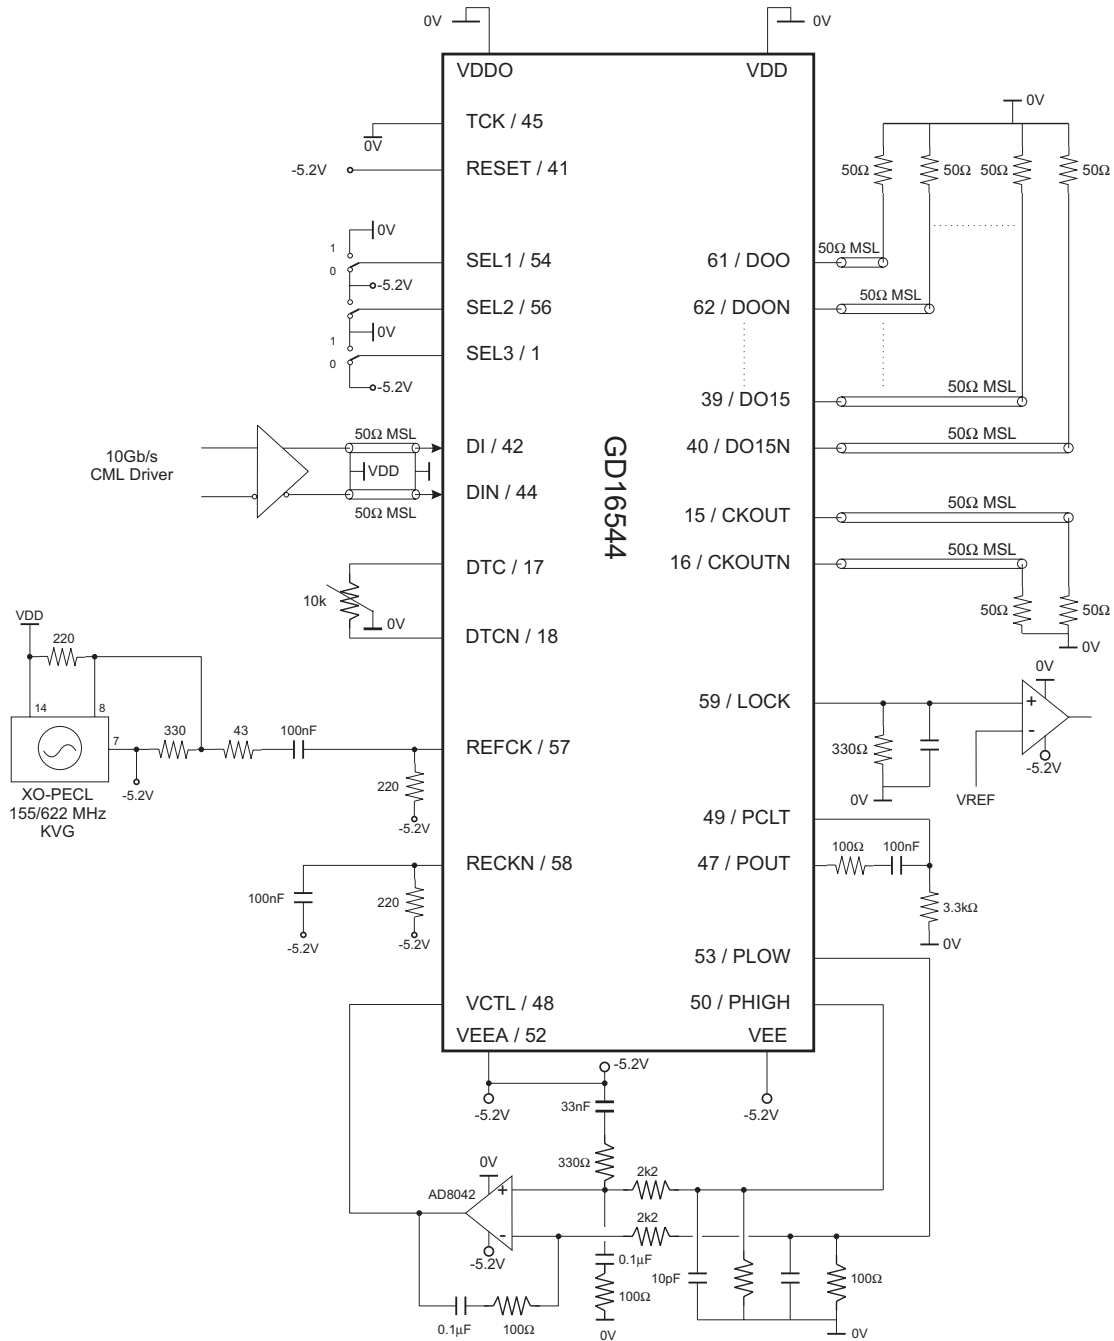 0V
0V
VDDO
VDD
TCK / 45
0V
0V
-5.2V
RESET / 41
50Ω
50Ω
50Ω
50Ω
0V
1
0
SEL1 / 54
-5.2V
SEL2 / 56
0V
1
0
SEL3 / 1
-5.2V
61 / DOO
50Ω MSL
62 / DOON
50Ω MSL
39 / DO15
50Ω MSL
40 / DO15N
50Ω MSL
10Gb/s
CML Driver
50Ω MSL
DI / 42
VDD
DIN / 44
50Ω MSL
GD16544
15 / CKOUT
50Ω MSL
16 / CKOUTN
50Ω MSL
50Ω
50Ω
0V
DTC / 17
10k
0V
DTCN / 18
VDD
220
14
8
7
330
43
100nF
REFCK / 57
-5.2V
220
-5.2V
XO-PECL
155/622 MHz
KVG
59 / LOCK
0V
+
-
330Ω
-5.2V
0V
VREF
49 / PCLT
47 / POUT
100Ω
100nF
3.3kΩ
0V
RECKN / 58
100nF
220
-5.2V
-5.2V
53 / PLOW
VCTL / 48
50 / PHIGH
VEEA / 52
VEE
-5.2V
-5.2V
-5.2V
33nF
330Ω
0V
AD8042
+
-
-5.2V
2k2
2k2
0.1µF
100Ω
0V
10pF
100Ω
0V
0.1µF
100Ω